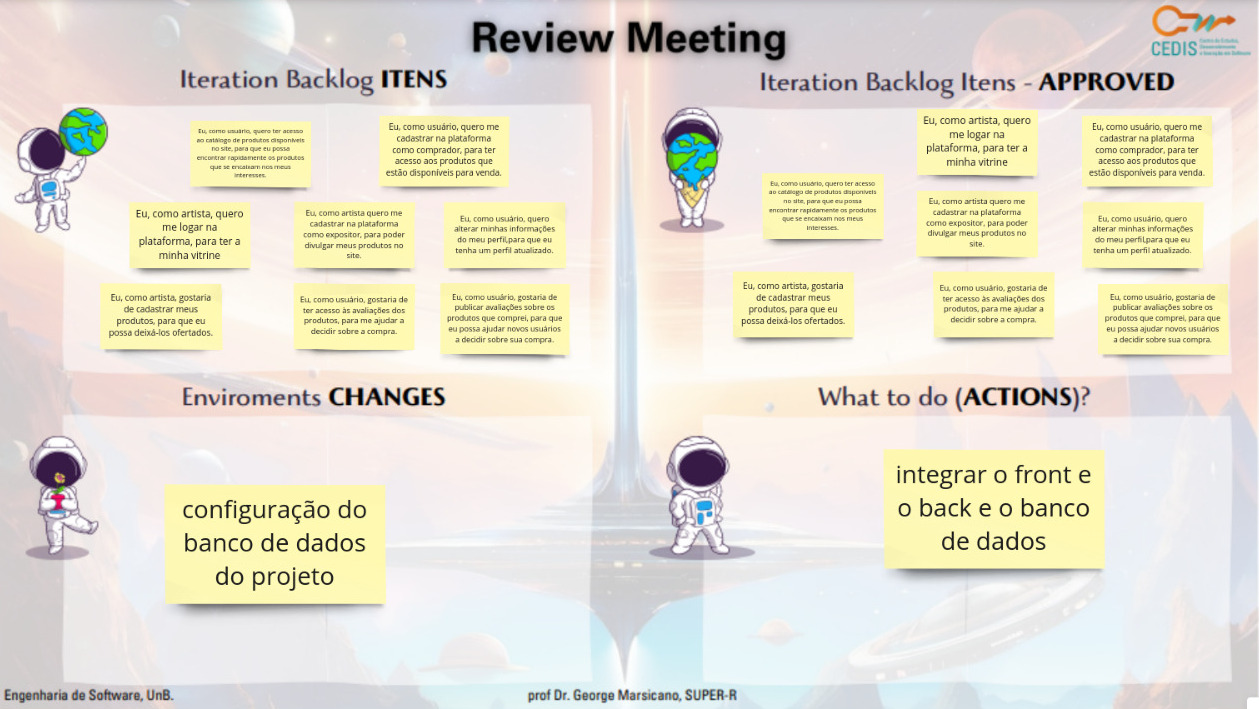 Review Meeting
CEDIS
Iteration Backlog ITENS
Eu, como usuário, quero ter acesso
ao catálogo de produtos disponíveis
no site, para que eu possa
encontrar rapidamente os produtos
que se encaixam nos meus
interesses.
Eu, como usuário, quero me
cadastrar na plataforma
como comprador, para ter
acesso aos produtos que
estão disponíveis para venda.
Eu, como artista, quero
me logar na
plataforma, para ter a
minha vitrine
Eu, como artista quero me
cadastrar na plataforma
como expositor, para poder
divulgar meus produtos no
site.
Eu, como usuário, quero
alterar minhas informações
do meu perfil,para que eu
tenha um perfil atualizado.
Eu, como artista, gostaria
de cadastrar meus
produtos, para que eu
possa deixá-los ofertados.
Eu, como usuário, gostaria de
ter acesso às avaliações dos
produtos, para me ajudar a
decidir sobre a compra.
Eu, como usuário, gostaria de
publicar avaliações sobre os
produtos que comprei, para que
eu possa ajudar novos usuários
a decidir sobre sua compra.
Iteration Backlog Itens - APPROVED
Eu, como artista, quero
me logar na
plataforma, para ter a
minha vitrine
Eu, como usuário, quero me
cadastrar na plataforma
como comprador, para ter
acesso aos produtos que
estão disponíveis para venda.
Eu, como usuário, quero ter acesso
ao catálogo de produtos disponíveis
no site, para que eu possa
encontrar rapidamente os produtos
que se encaixam nos meus
interesses.
Eu, como artista quero me
cadastrar na plataforma
como expositor, para poder
divulgar meus produtos no
site.
Eu, como usuário, quero
alterar minhas informações
do meu perfil,para que eu
tenha um perfil atualizado.
Eu, como artista, gostaria
de cadastrar meus
produtos, para que eu
possa deixá-los ofertados.
Eu, como usuário, gostaria de
ter acesso às avaliações dos
produtos, para me ajudar a
decidir sobre a compra.
Eu, como usuário, gostaria de
publicar avaliações sobre os
produtos que comprei, para que
eu possa ajudar novos usuários
a decidir sobre sua compra.
Enviroments CHANGES
configuração do
banco de dados
do projeto
What to do (ACTIONS)?
integrar o front e
o back e o banco
de dados
Engenharia de Software, UnB.
prof Dr. George Marsicano, SUPER-R